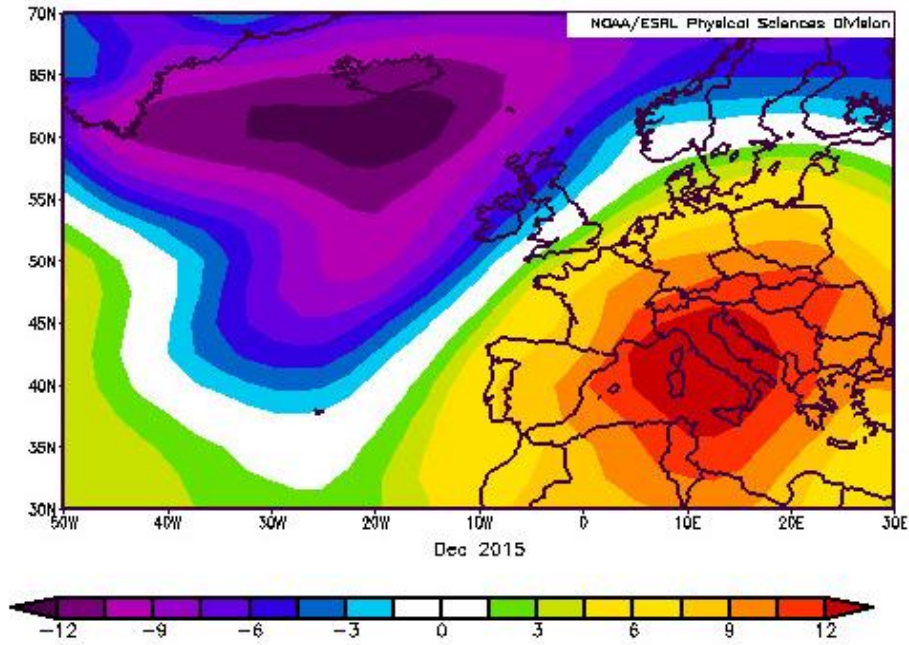 70N
NOAA/ESRL Physical Sciences Division
65N
60N
55N
50N
45N
40N
35N
30N
50W 40W 30W 20W 10W 0 10E 20E 30E
Dec 2015
-12 -9 -6 -3 0 3 6 9 12